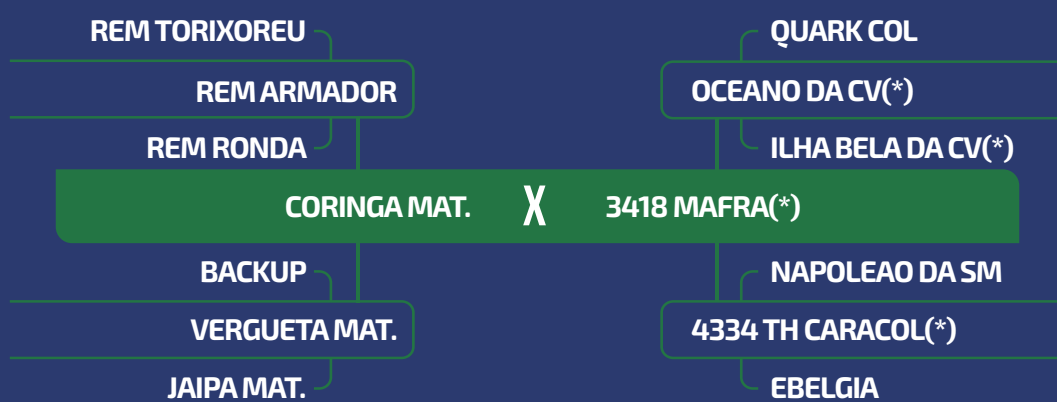 REM TORIXOREU
QUARK COL
REM ARMADOR
OCEANO DA CV(*)
REM RONDA
ILHA BELA DA CV(*)
CORINGA MAT. X 3418 MAFRA(*)
BACKUP
NAPOLEAO DA SM
VERGUETA MAT.
4334 TH CARACOL(*)
JAIPA MAT.
EBELGIA